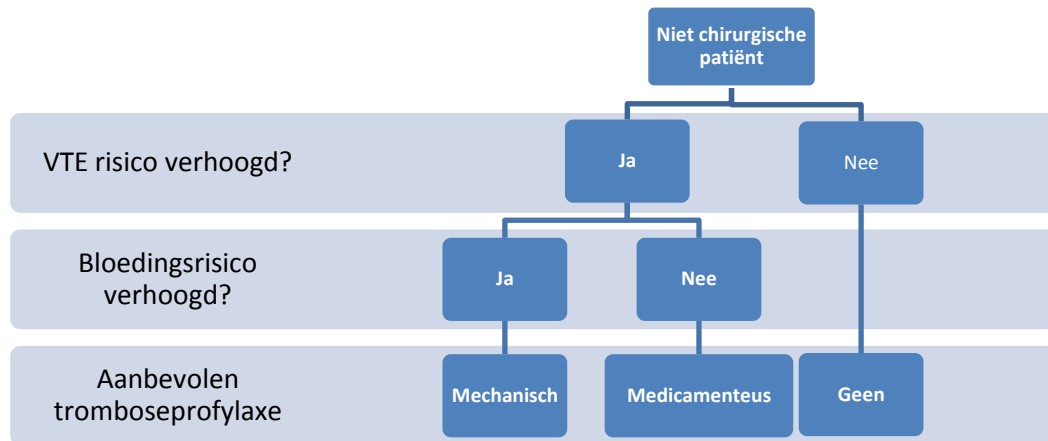 Niet chirurgische
patiënt
VTE risico verhoogd?
Ja
Nee
Bloedingsrisico
verhoogd?
Ja
Nee
Aanbevolen
tromboseprofylaxe
Mechanisch
Medicamenteus
Geen